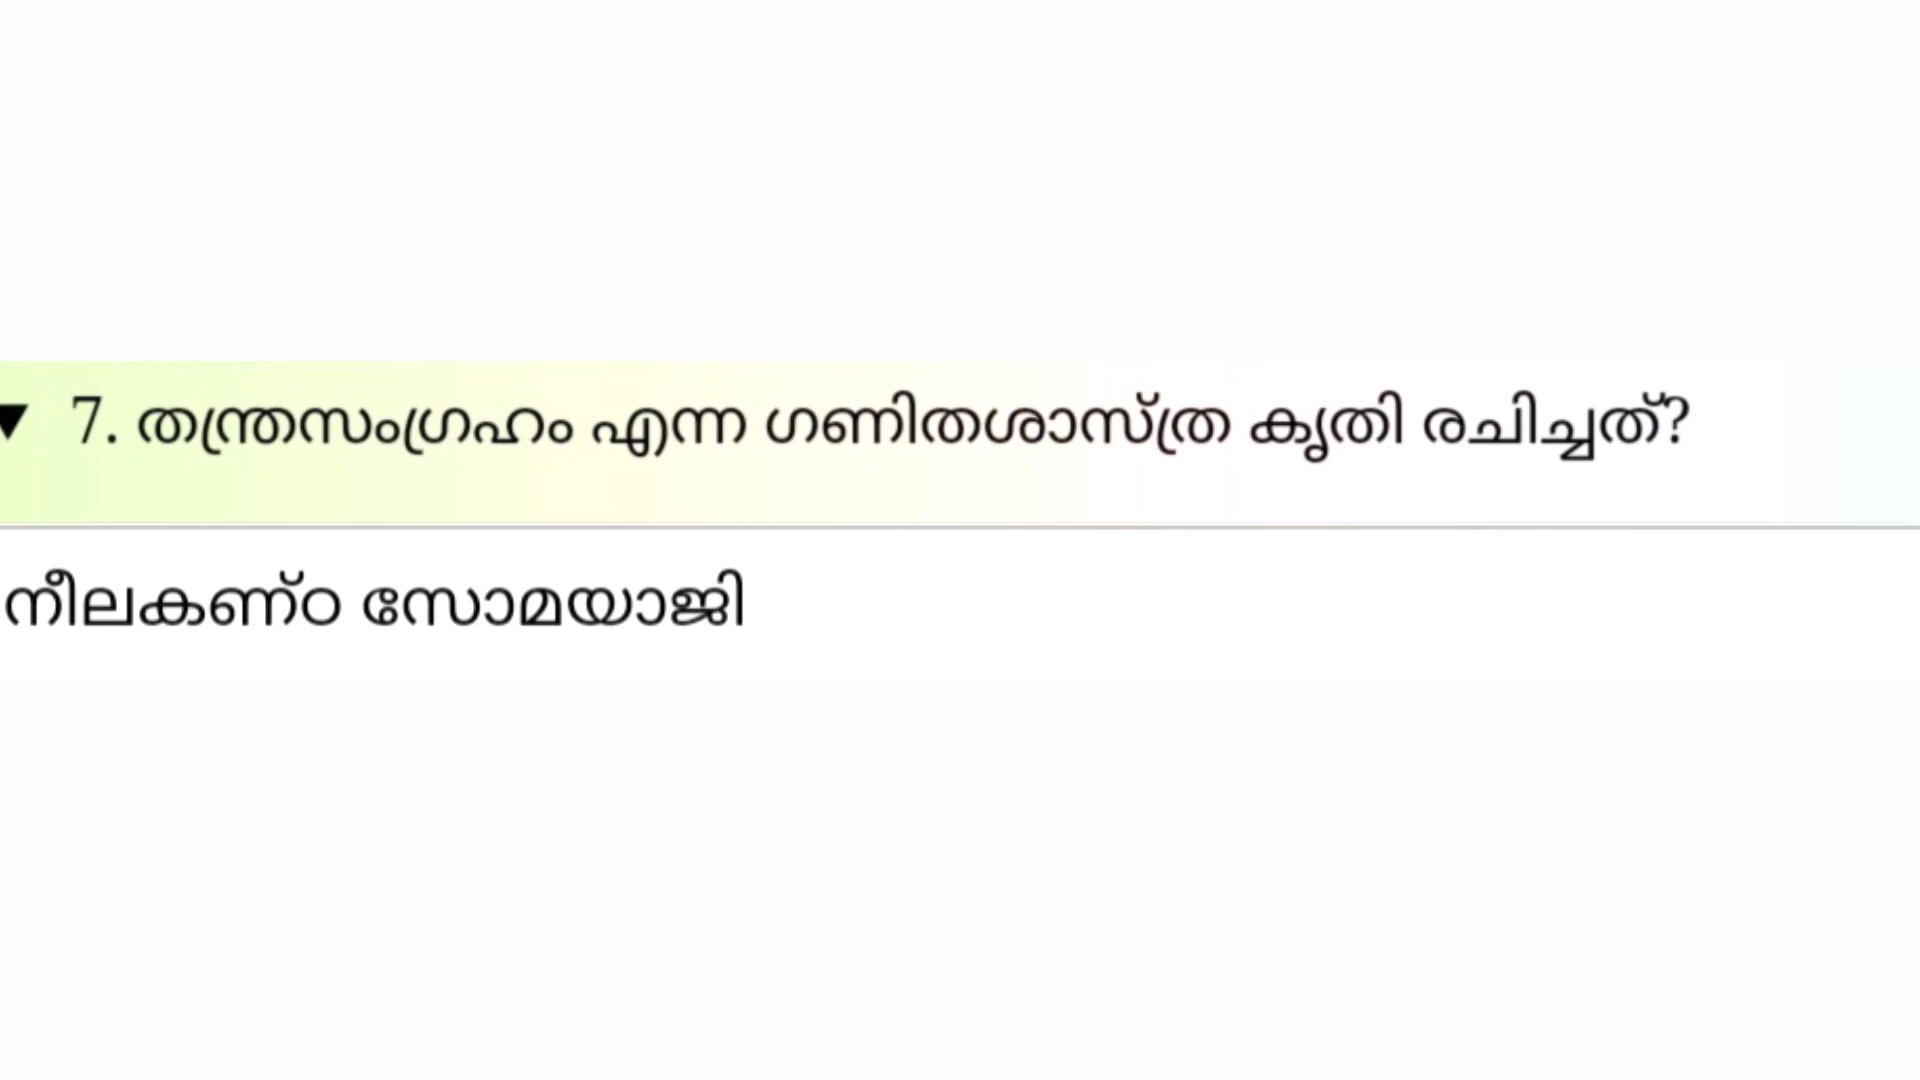 ▼ 7. തന്ത്രസംഗ്രഹം എന്ന ഗണിതശാസ്ത്ര കൃതി രചിച്ചത്?
നീലകണ്ഠ സോമയാജി